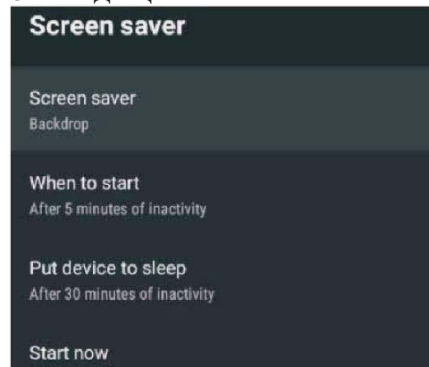 Screen saver
Screen saver
Backdrop
When to start
After 5 minutes of inactivity
Put device to sleep
After 30 minutes of inactivity
Start now